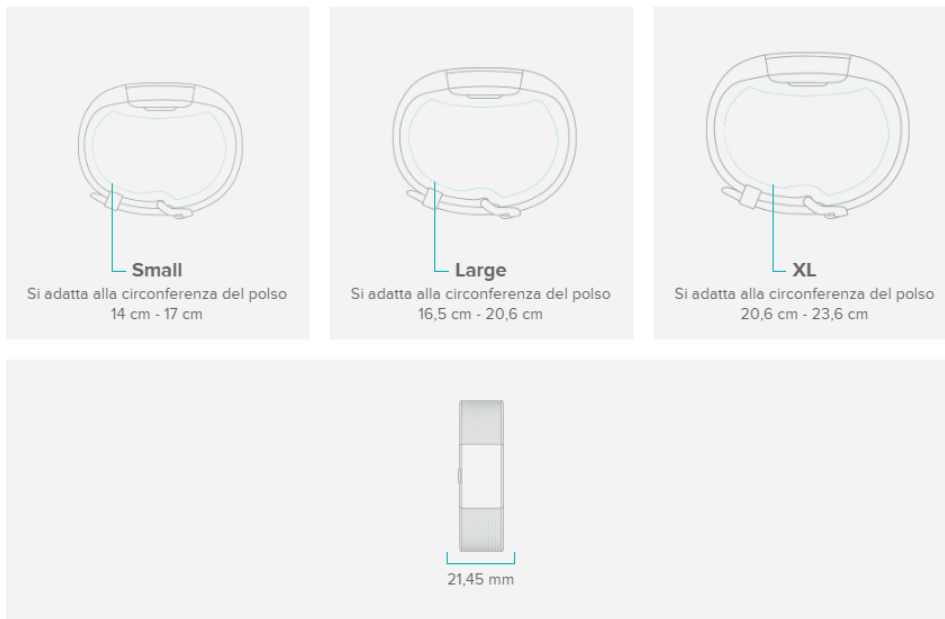 Small
Si adatta alla circonferenza del polso
14 cm - 17 cm
Large
Si adatta alla circonferenza del polso
16,5 cm - 20,6 cm
XL
Si adatta alla circonferenza del polso
20,6 cm - 23,6 cm
21,45 mm